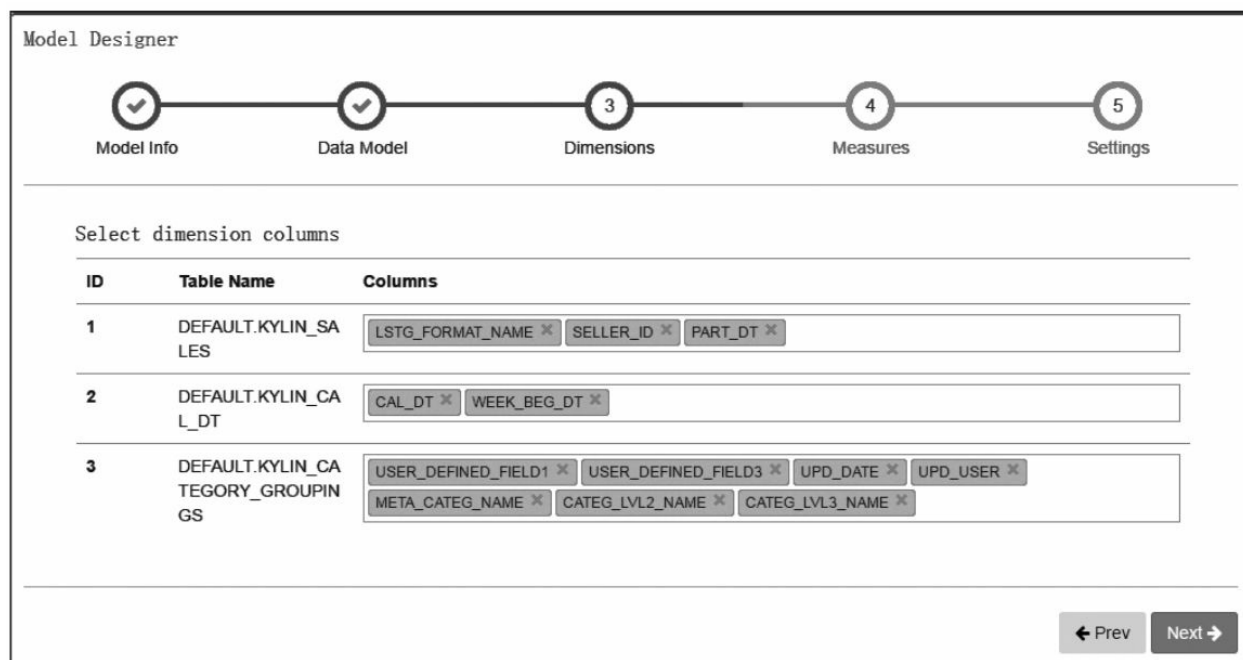 Model Designer
3 4 5
Model Info Data Model Dimensions Measures Settings
Select dimension columns
ID Table Name Columns
1 DEFAULT.KYLIN_SA LSTG_FORMAT_NAME SELLER_ID PART_DT
LES
2 DEFAULT.KYLIN_CA CAL_DT WEEK_BEG_DT
L_DT
3 DEFAULT.KYLIN_CA USER_DEFINED_FIELD1 USER_DEFINED_FIELD3 UPD_DATE UPD_USER
TEGORY_GROUPIN META_CATEG_NAME CATEG_LVL2_NAME CATEG_LVL3_NAME
GS
Prev Next